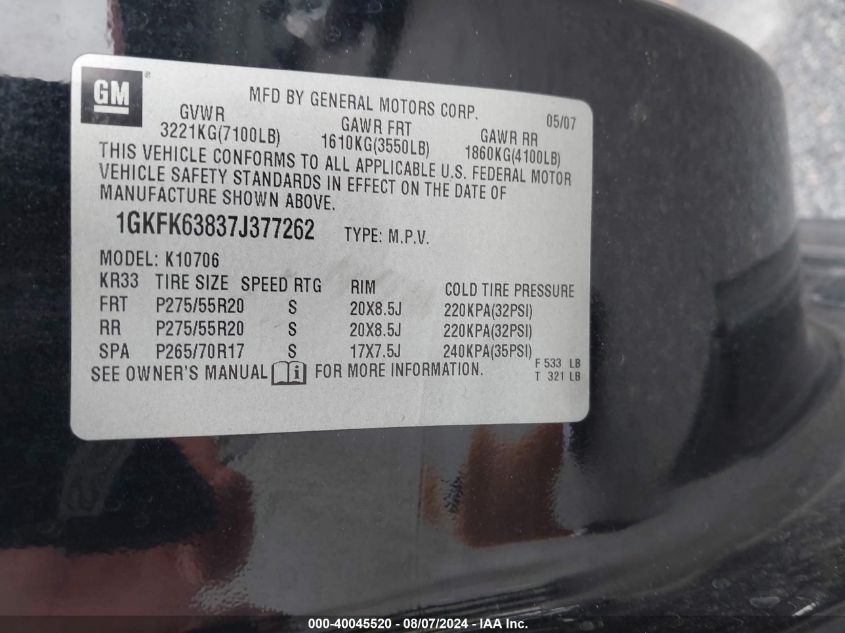 GM ®
MFD BY GENERAL MOTORS CORP. 05/07
GVWR GAWR FRT GAWR RR
3221KG(7100LB) 1610KG(3550LB) 1860KG(4100LB)
THIS VEHICLE CONFORMS TO ALL APPLICABLE U.S. FEDERAL MOTOR
VEHICLE SAFETY STANDARDS IN EFFECT ON THE DATE OF
MANUFACTURE SHOWN ABOVE.
1GKFK63837J377262 TYPE: M.P.V.
MODEL: K10706
KR33 TIRE SIZE SPEED RTG RIM COLD TIRE PRESSURE
FRT P275/55R20 S 20X8.5J 220KPA(32PSI)
RR P275/55R20 S 20X8.5J 220KPA(32PSI)
SPA P265/70R17 S 17X7.5J 240KPA(35PSI)
SEE OWNER'S MANUAL i FOR MORE INFORMATION.
F 533 LB
T 321 LB
000-40045520 - 08/07/2024 - IAA Inc.